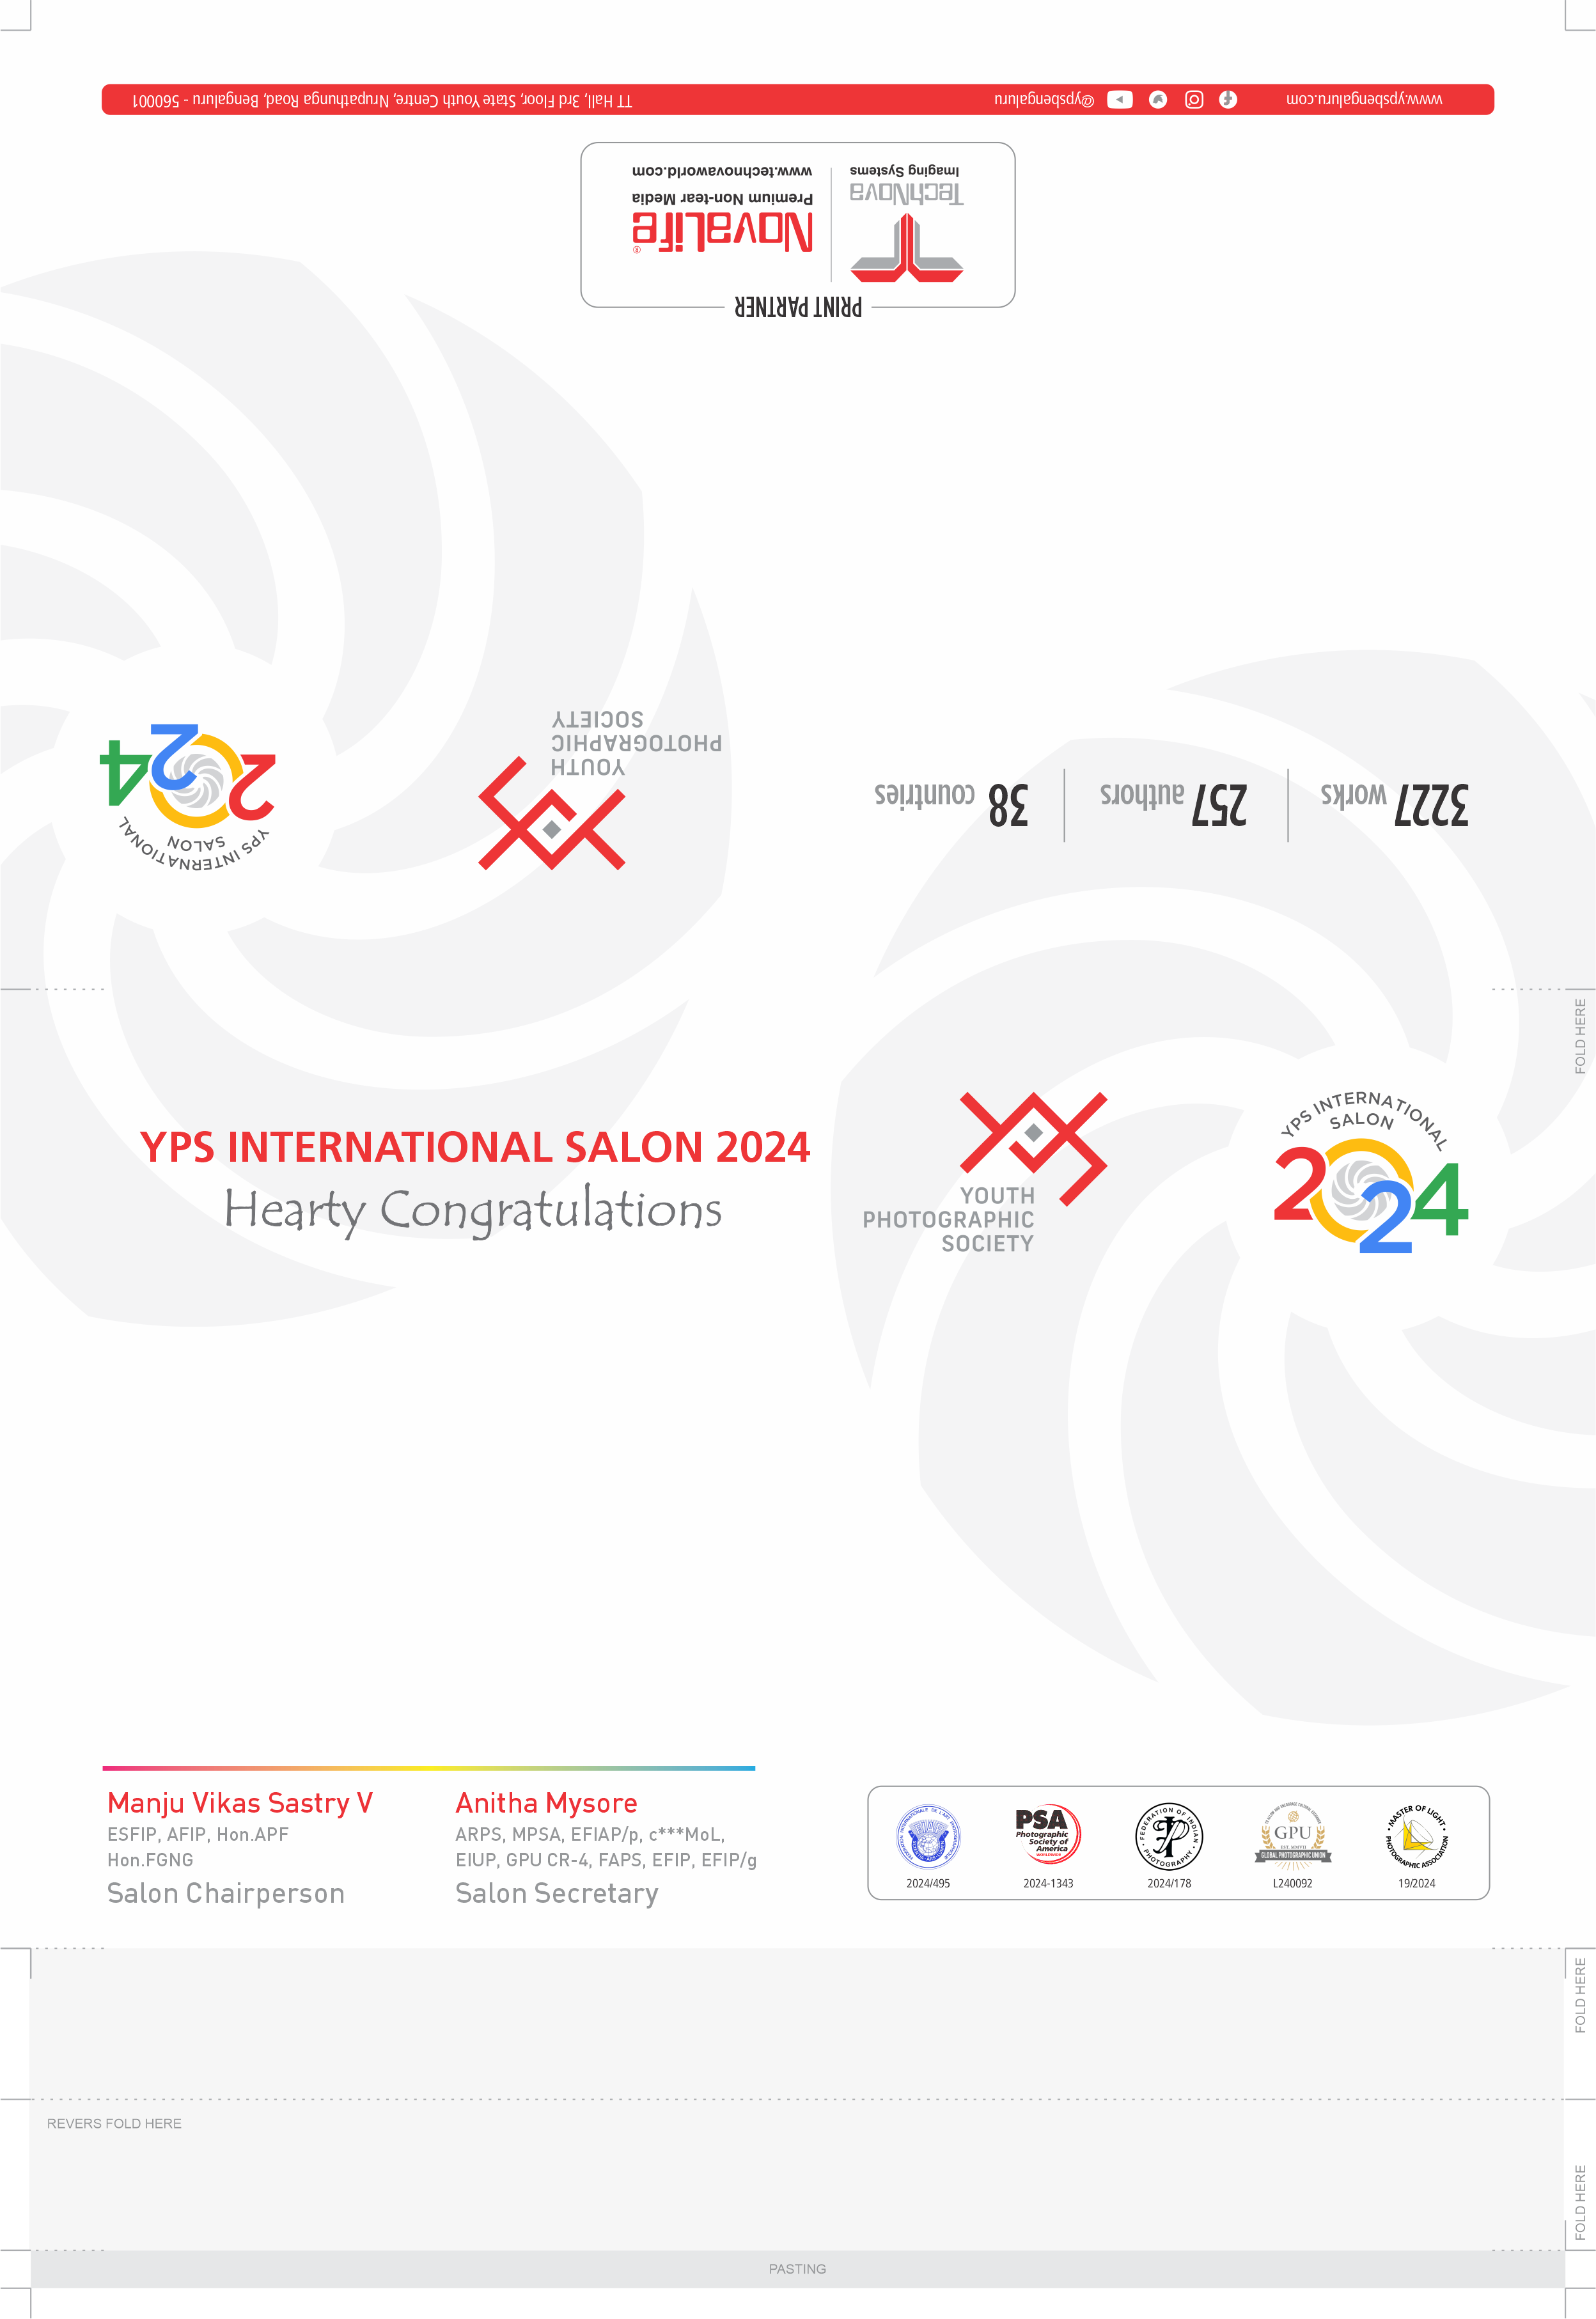 TT Hall, 3rd Floor, State Youth Centre, Nrupathunga Road, Bengaluru - 560001
@ypsbengaluru
www.ypsbengaluru.com
PRINT PARTNER
TechNova
Imaging Systems
NovaLife®
Premium Non-tear Media
www.technovaworld.com
YPS INTERNATIONAL
SALON
2024
YOUTH
PHOTOGRAPHIC
SOCIETY
3227 works
257 authors
38 countries
FOLD HERE
YPS INTERNATIONAL SALON 2024
Hearty Congratulations
YOUTH
PHOTOGRAPHIC
SOCIETY
YPS INTERNATIONAL
SALON
2024
Manju Vikas Sastry V
ESFIP, AFIP, Hon.APF
Hon.FGNG
Salon Chairperson
Anitha Mysore
ARPS, MPSA, EFIAP/p, c***MoL,
EIUP, GPU CR-4, FAPS, EFIP, EFIP/g
Salon Secretary
FEDERATION INTERNATIONALE DE L'ART PHOTOGRAPHIQUE
2024/495
PSA
Photographic
Society of
America
WORLDWIDE
2024-1343
FEDERATION OF INDIAN
PHOTOGRAPHY
2024/178
GPU
GLOBAL PHOTOGRAPHIC UNION
L240092
MASTER OF LIGHT
PHOTOGRAPHIC ASSOCIATION
19/2024
FOLD HERE
REVERS FOLD HERE
FOLD HERE
PASTING